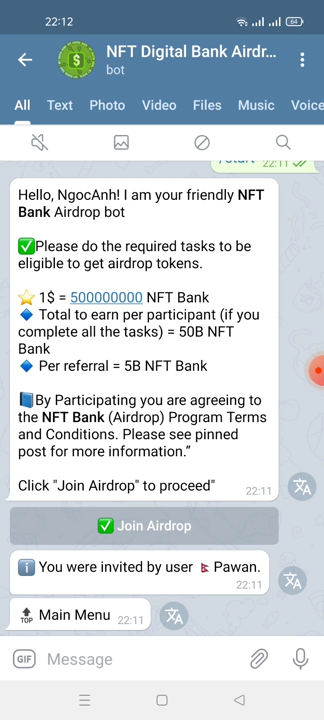 22:12
64
NFT Digital Bank Airdr...
bot
All Text Photo Video Files Music Voice
/start 22:11
Hello, NgocAnh! I am your friendly NFT
Bank Airdrop bot
✅Please do the required tasks to be
eligible to get airdrop tokens.
⭐ 1$ = 500000000 NFT Bank
🔹 Total to earn per participant (if you
complete all the tasks) = 50B NFT
Bank
🔹 Per referral = 5B NFT Bank
📘By Participating you are agreeing to
the NFT Bank (Airdrop) Program Terms
and Conditions. Please see pinned
post for more information.”
Click "Join Airdrop" to proceed"
22:11
✅ Join Airdrop
ℹ️ You were invited by user 🇳🇵 Pawan.
22:11
🔝 Main Menu 22:11
GIF Message